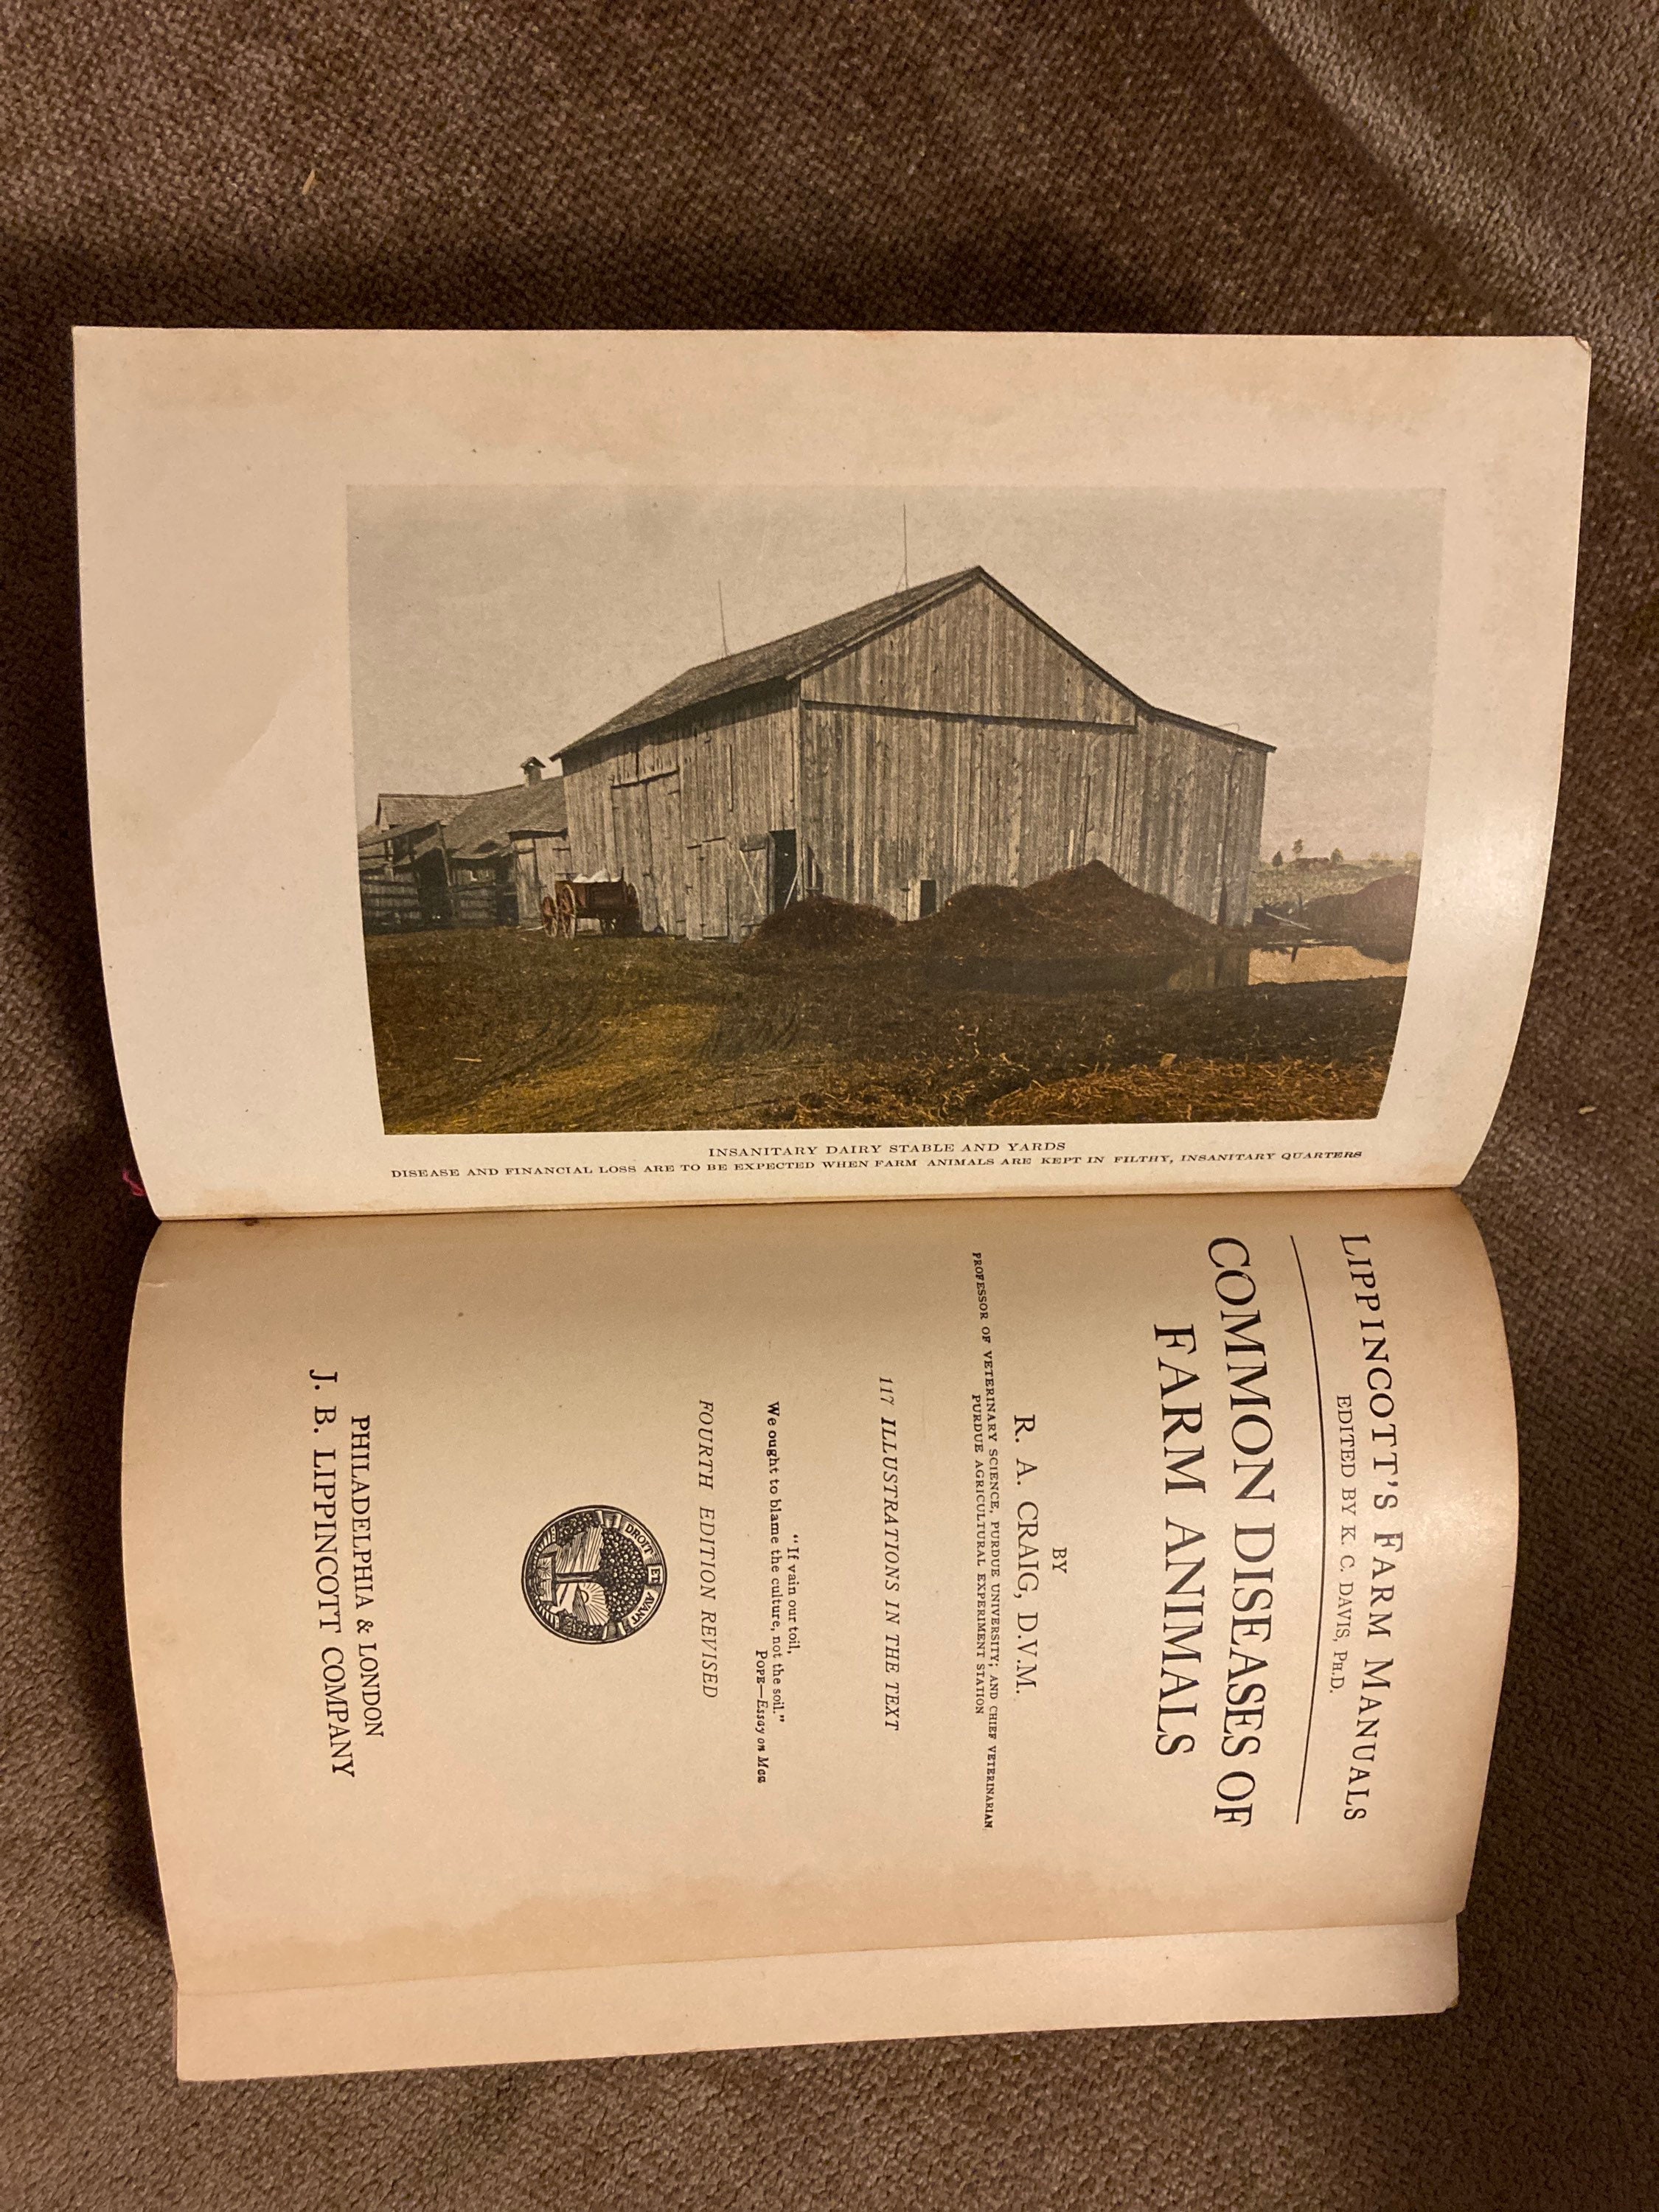 INSANITARY DAIRY STABLE AND YARDS
DISEASE AND FINANCIAL LOSS ARE TO BE EXPECTED WHEN FARM ANIMALS ARE KEPT IN FILTHY, INSANITARY QUARTERS
LIPPINCOTT'S FARM MANUALS
EDITED BY K. C. DAVIS, PH.D.
COMMON DISEASES OF
FARM ANIMALS
BY
R. A. CRAIG, D.V.M.
PROFESSOR OF VETERINARY SCIENCE, PURDUE UNIVERSITY; AND CHIEF VETERINARIAN
PURDUE AGRICULTURAL EXPERIMENT STATION
117 ILLUSTRATIONS IN THE TEXT
"If vain our toil,
We ought to blame the culture, not the soil."
POPE—Essay on Man
FOURTH EDITION REVISED
DROIT ET AVANT
PHILADELPHIA & LONDON
J. B. LIPPINCOTT COMPANY